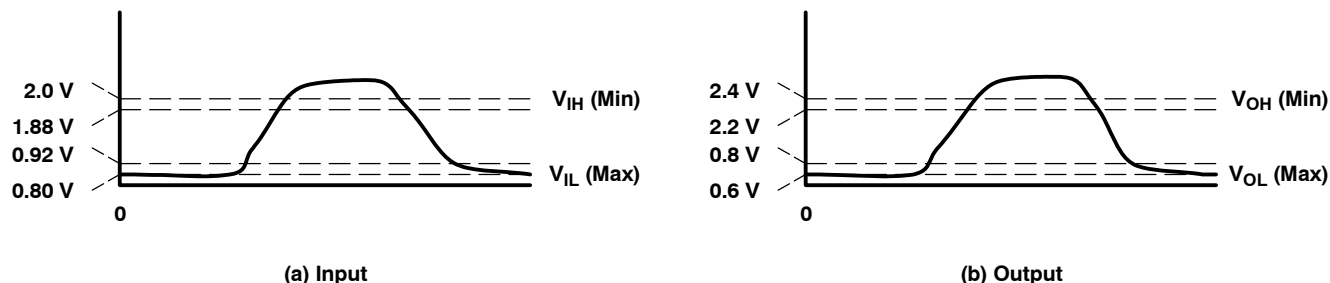 2.0 V
1.88 V
0.92 V
0.80 V
V_IH (Min)
V_IL (Max)
0
(a) Input
2.4 V
2.2 V
0.8 V
0.6 V
V_OH (Min)
V_OL (Max)
0
(b) Output